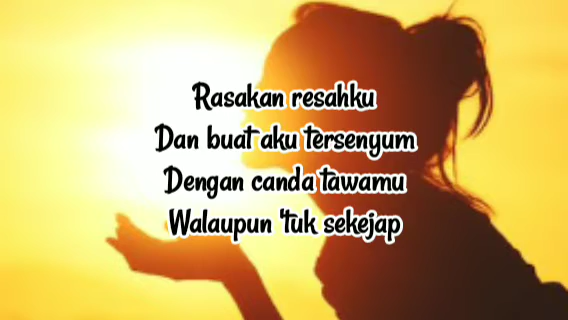 Rasakan resahku
Dan buat aku tersenyum
Dengan canda tawamu
Walaupun 'tuk sekejap